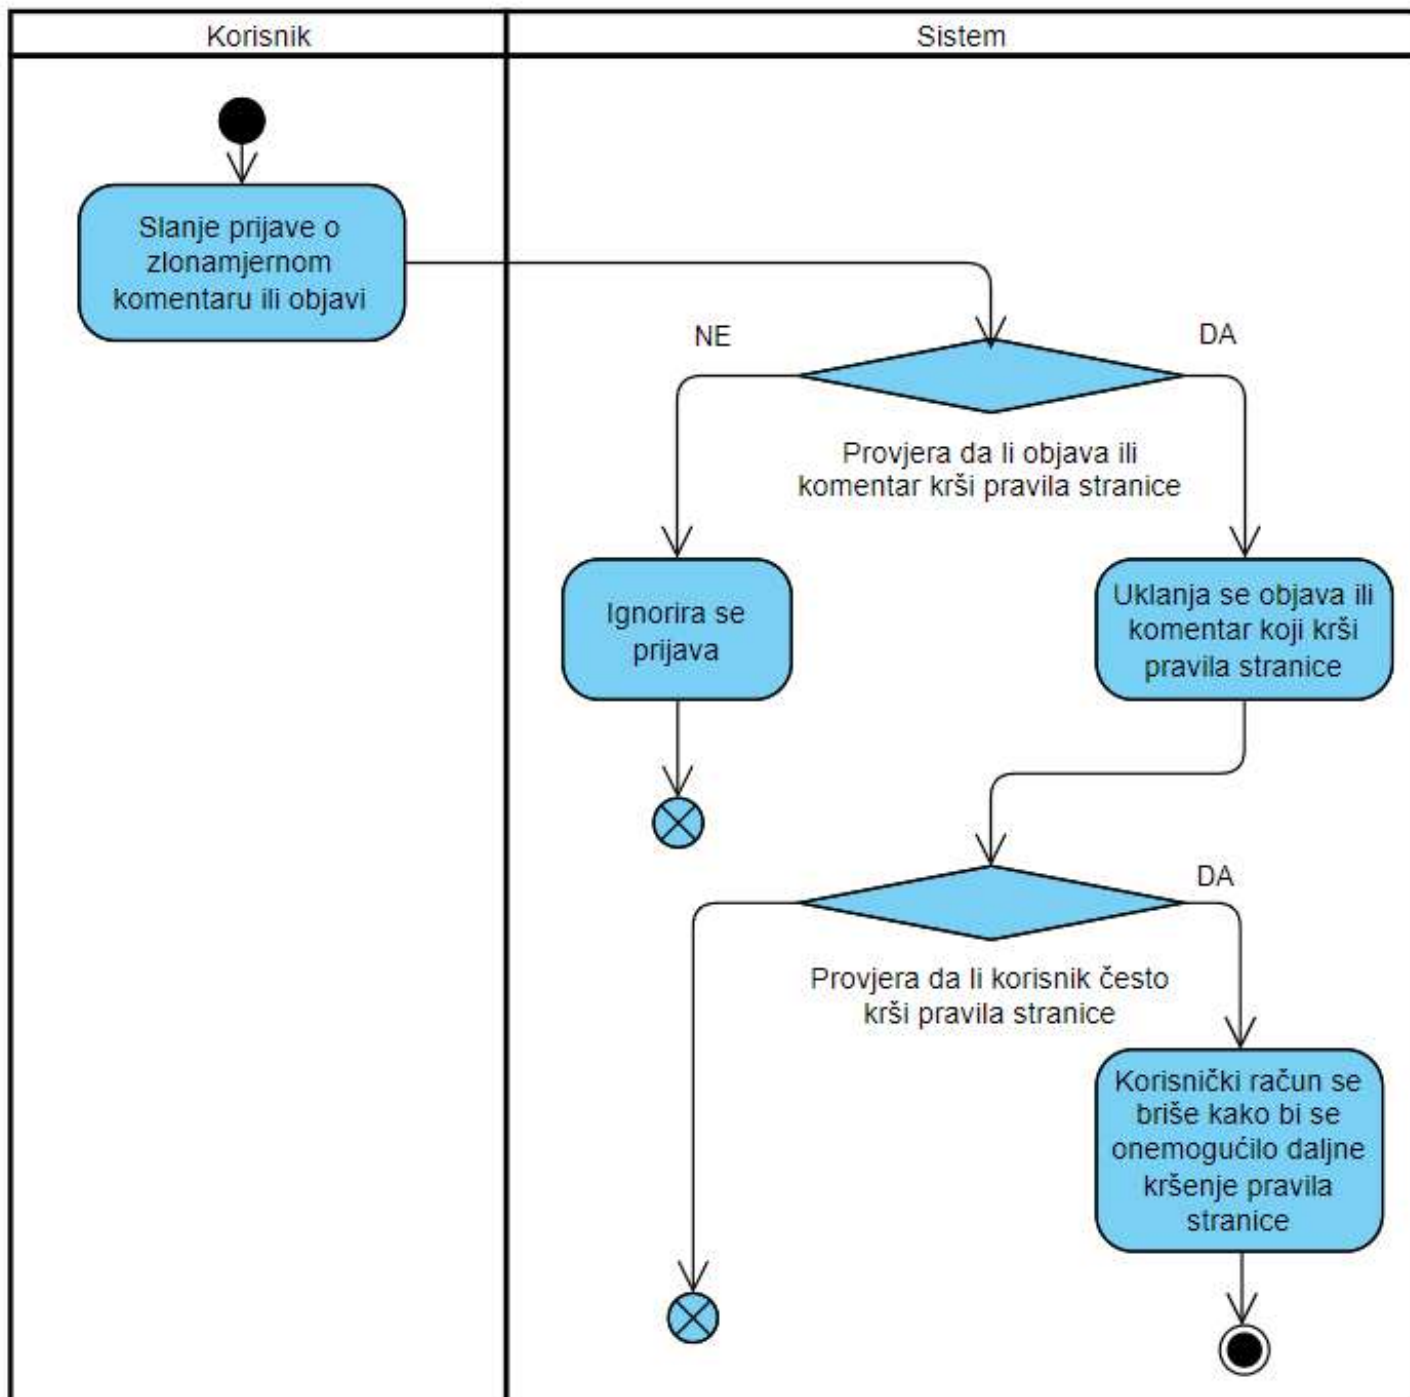 Korisnik
Sistem
Slanje prijave o
zlonamjernom
komentaru ili objavi
NE
DA
Provjera da li objava ili
komentar krši pravila stranice
Ignorira se
prijava
Uklanja se objava ili
komentar koji krši
pravila stranice
DA
Provjera da li korisnik često
krši pravila stranice
Korisnički račun se
briše kako bi se
onemogućilo daljne
kršenje pravila
stranice